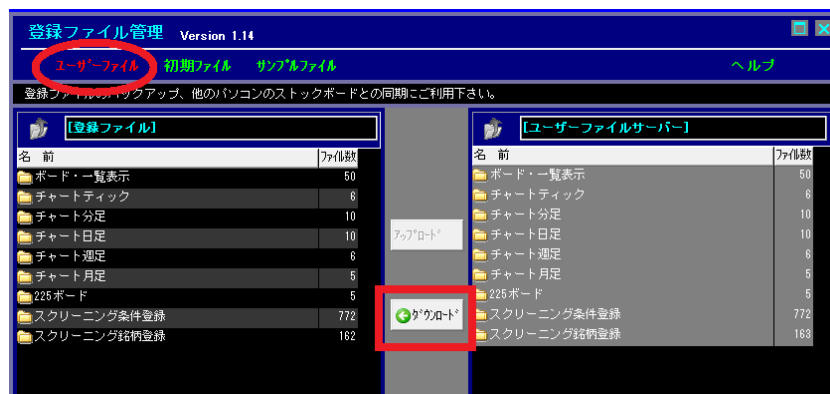 登録ファイル管理 Version 1.14
ユーザーファイル 初期ファイル サンプルファイル ヘルプ
登録ファイルのバックアップ、他のパソコンのストックボードとの同期にご利用下さい。
[登録ファイル]
名 前 ファイル数
ボード・一覧表示 50
チャートティック 6
チャート分足 10
チャート日足 10
チャート週足 6
チャート月足 5
225ボード 5
スクリーニング条件登録 772
スクリーニング銘柄登録 162
アップロード
ダウンロード
[ユーザーファイルサーバー]
名 前 ファイル数
ボード・一覧表示 50
チャートティック 6
チャート分足 10
チャート日足 10
チャート週足 6
チャート月足 5
225ボード 5
スクリーニング条件登録 772
スクリーニング銘柄登録 163